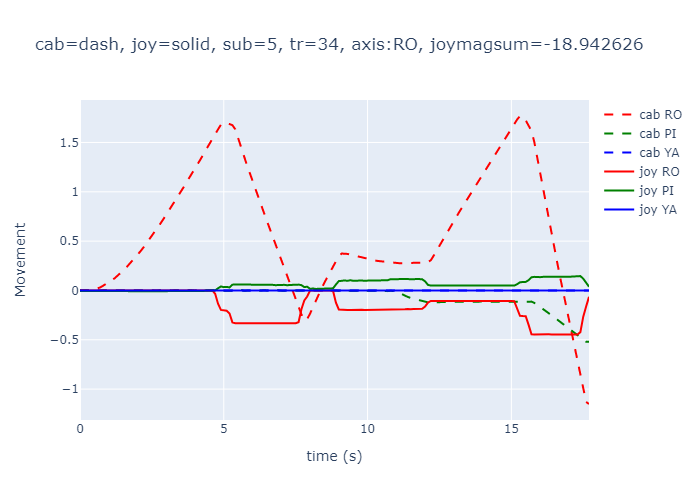 cab=dash, joy=solid, sub=5, tr=34, axis:RO, joymagsum=-18.942626
cab RO
cab PI
cab YA
joy RO
joy PI
joy YA
1.5
1
0.5
0
−0.5
−1
Movement
0
5
10
15
time (s)